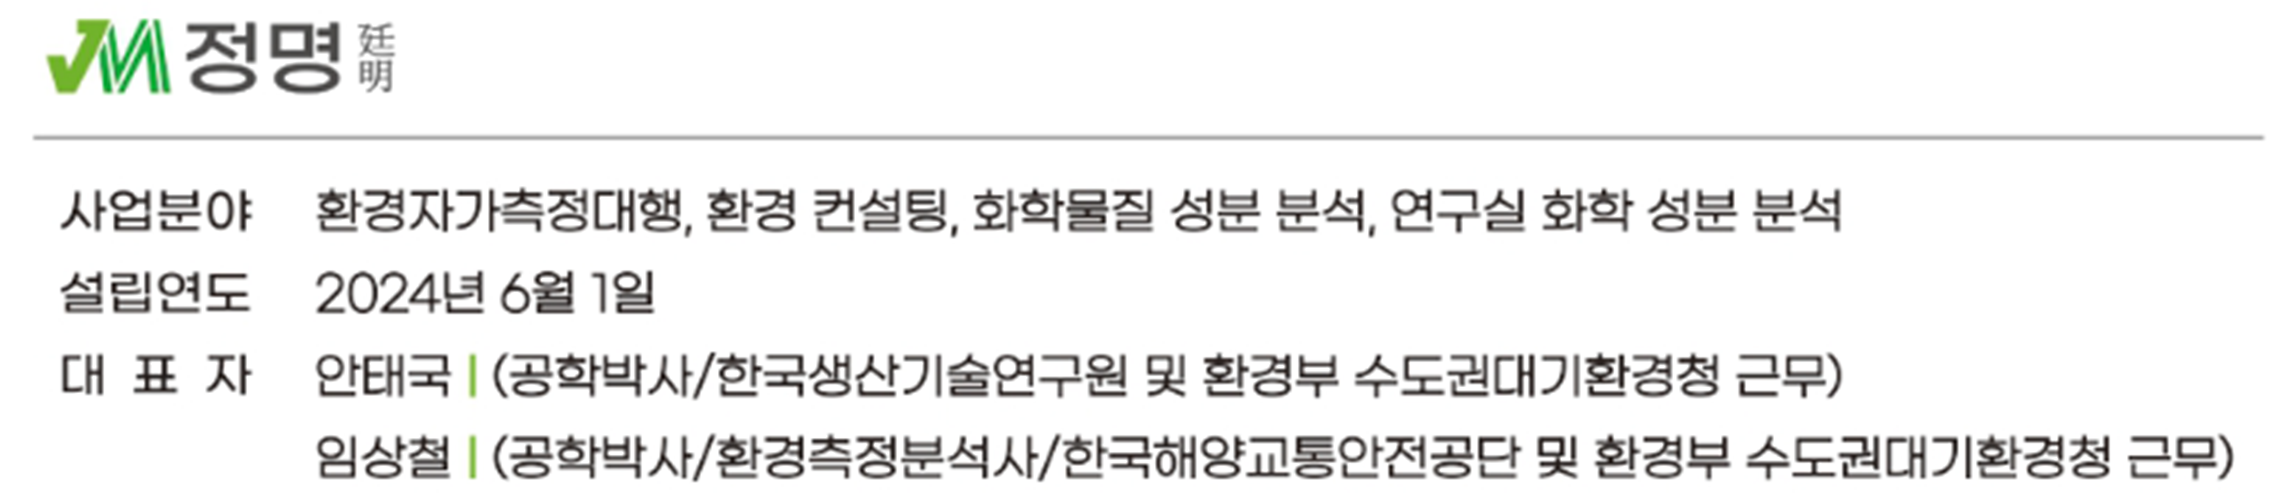 JM 정명 廷明
사업분야 환경자가측정대행, 환경 컨설팅, 화학물질 성분 분석, 연구실 화학 성분 분석
설립연도 2024년 6월 1일
대 표 자 안태국 | (공학박사/한국생산기술연구원 및 환경부 수도권대기환경청 근무)
임상철 | (공학박사/환경측정분석사/한국해양교통안전공단 및 환경부 수도권대기환경청 근무)